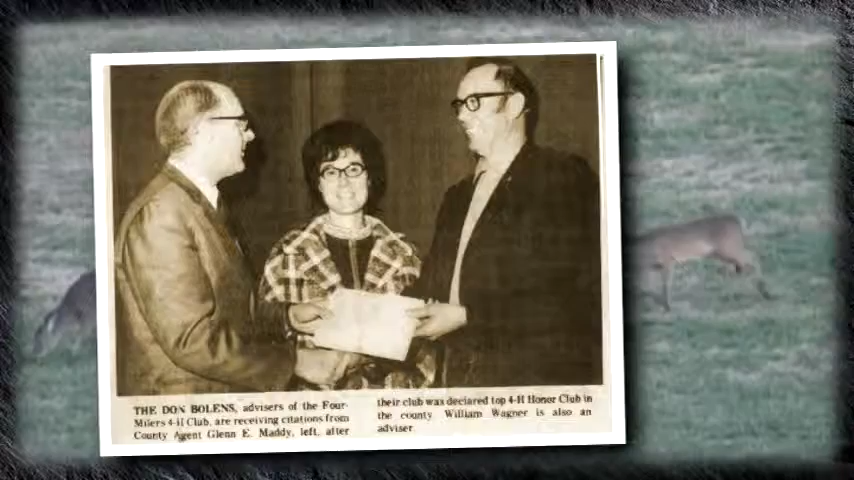 THE DON BOLENS, advisers of the Four-
Milers 4-H Club, are receiving citations from
County Agent Glenn E. Maddy, left, after
their club was declared top 4-H Honor Club in
the county William Wagner is also an
adviser